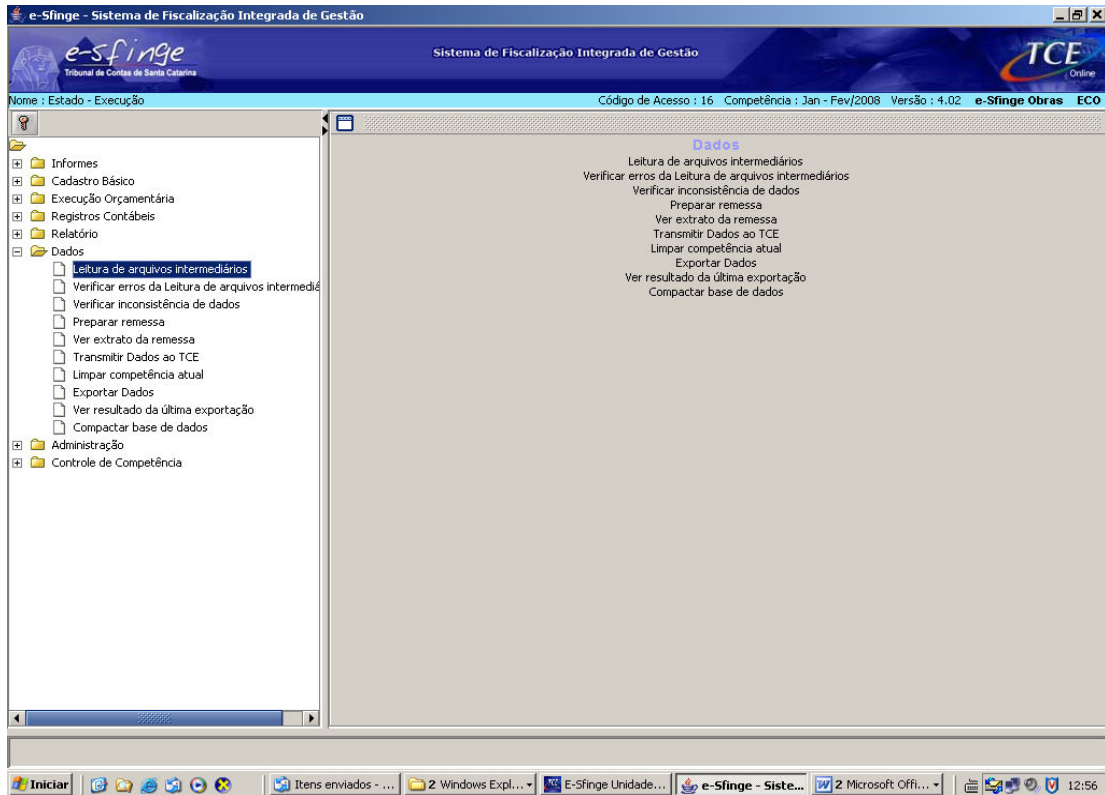 e-Sfinge - Sistema de Fiscalização Integrada de Gestão
e-sfinge
Tribunal de Contas de Santa Catarina
Sistema de Fiscalização Integrada de Gestão
TCE
Online
Nome : Estado - Execução
Código de Acesso : 16 Competência : Jan - Fev/2008 Versão : 4.02 e-Sfinge Obras ECO
Informes
Cadastro Básico
Execução Orçamentária
Registros Contábeis
Relatório
Dados
Leitura de arquivos intermediários
Verificar erros da Leitura de arquivos intermediá
Verificar inconsistência de dados
Preparar remessa
Ver extrato da remessa
Transmitir Dados ao TCE
Limpar competência atual
Exportar Dados
Ver resultado da última exportação
Compactar base de dados
Administração
Controle de Competência
Dados
Leitura de arquivos intermediários
Verificar erros da Leitura de arquivos intermediários
Verificar inconsistência de dados
Preparar remessa
Ver extrato da remessa
Transmitir Dados ao TCE
Limpar competência atual
Exportar Dados
Ver resultado da última exportação
Compactar base de dados
Iniciar
Itens enviados - ...
2 Windows Expl...
E-Sfinge Unidade...
e-Sfinge - Siste...
2 Microsoft Offi...
12:56